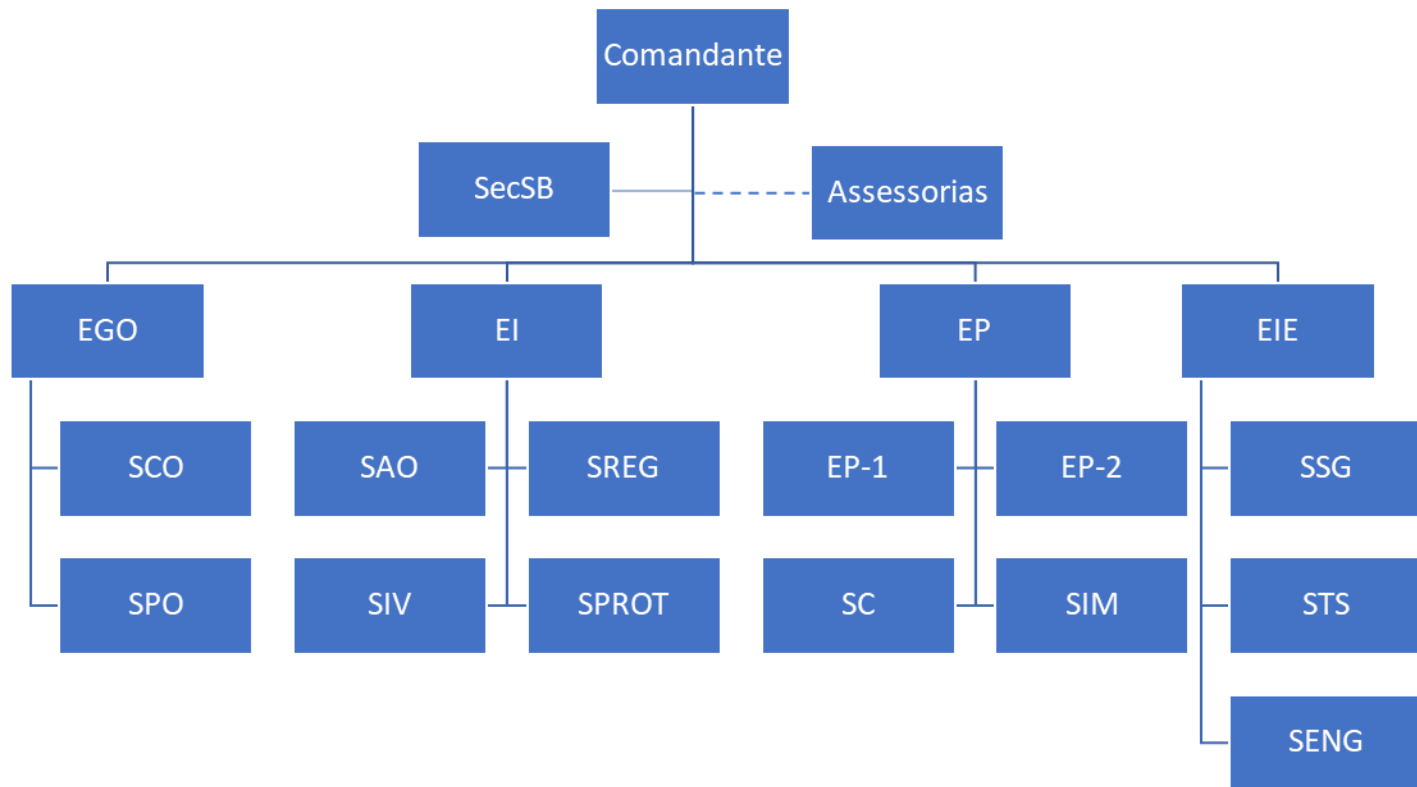 Comandante
SecSB
Assessorias
EGO
EI
EP
EIE
SCO
SAO
SREG
EP-1
EP-2
SSG
SPO
SIV
SPROT
SC
SIM
STS
SENG